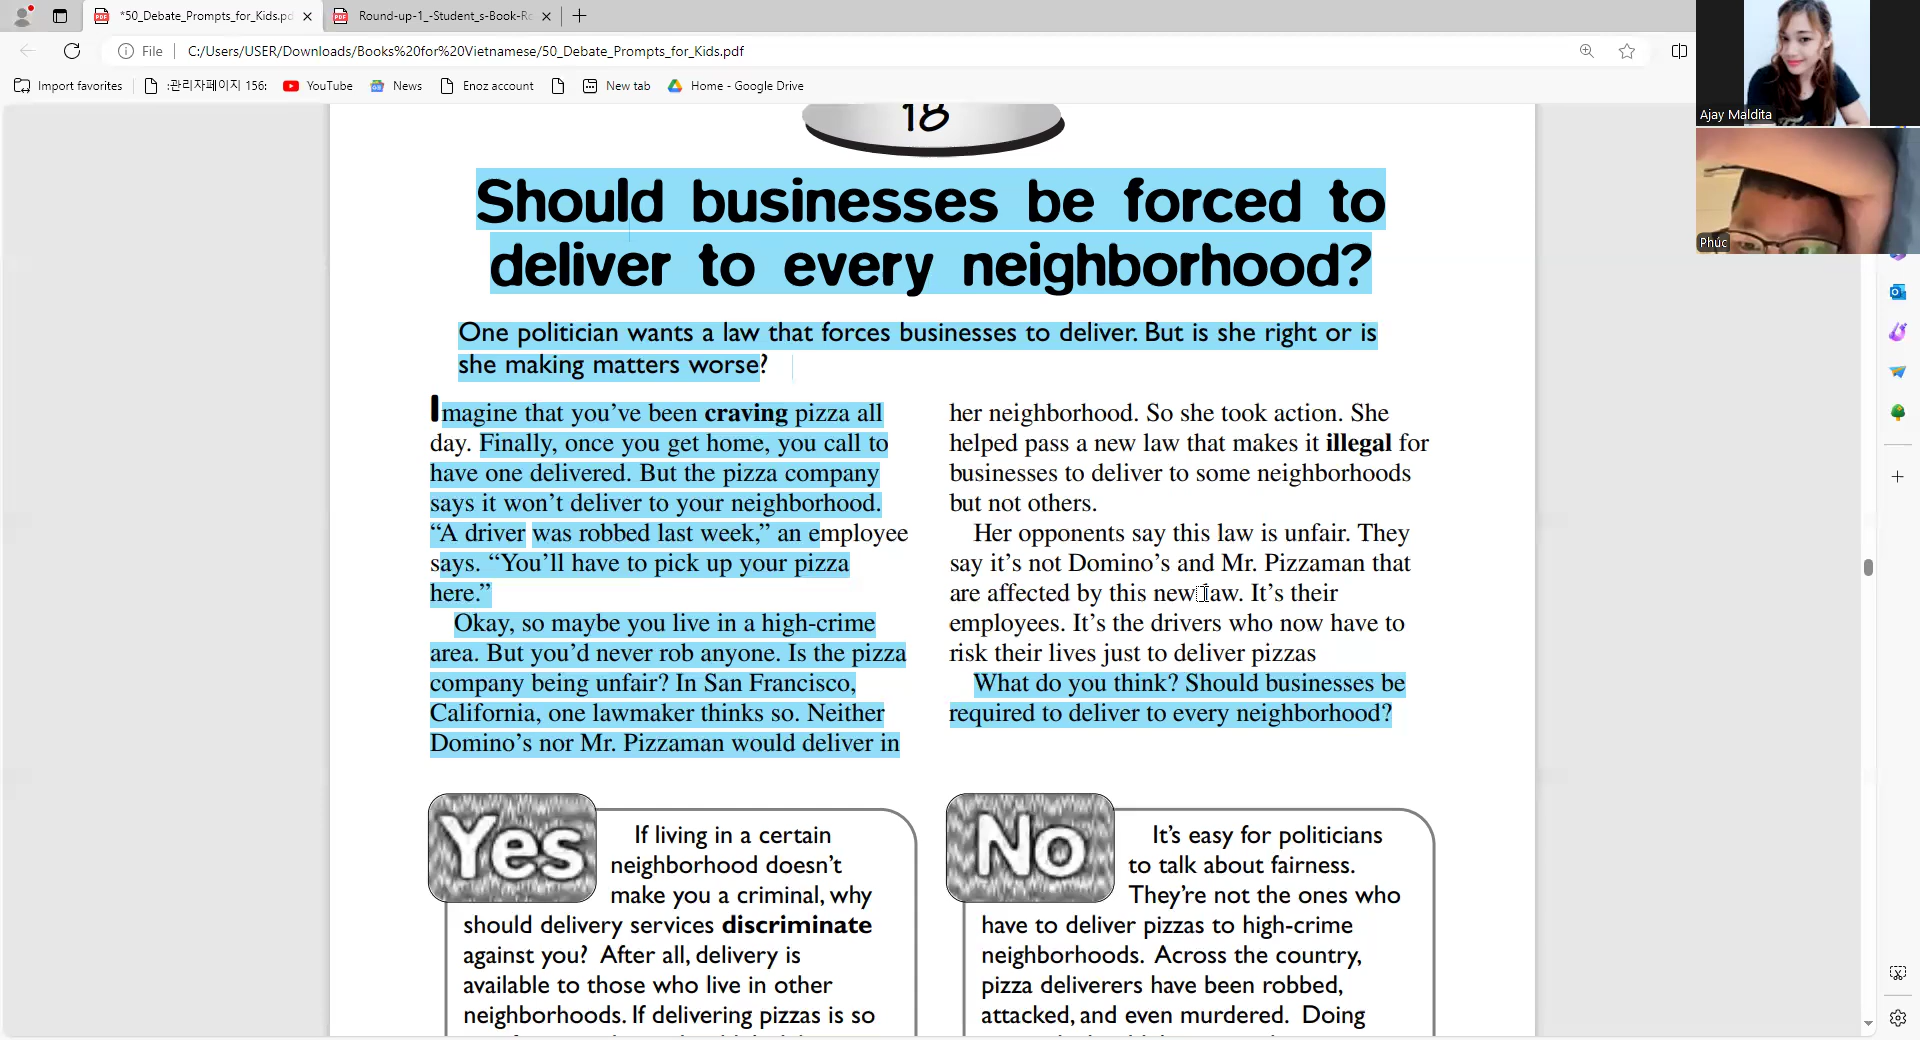 *50_Debate_Prompts_for_Kids.pd
Round-up-1_-Student_s-Book-Ro
File
C:/Users/USER/Downloads/Books%20for%20Vietnamese/50_Debate_Prompts_for_Kids.pdf
Import favorites
:관리자페이지 156:
YouTube
News
Enoz account
New tab
Home - Google Drive
Ajay Maldita
Phúc
18
Should businesses be forced to
deliver to every neighborhood?
One politician wants a law that forces businesses to deliver. But is she right or is
she making matters worse?
Imagine that you've been craving pizza all
day. Finally, once you get home, you call to
have one delivered. But the pizza company
says it won't deliver to your neighborhood.
“A driver was robbed last week,” an employee
says. “You'll have to pick up your pizza
here.”
Okay, so maybe you live in a high-crime
area. But you'd never rob anyone. Is the pizza
company being unfair? In San Francisco,
California, one lawmaker thinks so. Neither
Domino's nor Mr. Pizzaman would deliver in
her neighborhood. So she took action. She
helped pass a new law that makes it illegal for
businesses to deliver to some neighborhoods
but not others.
Her opponents say this law is unfair. They
say it's not Domino's and Mr. Pizzaman that
are affected by this new law. It's their
employees. It's the drivers who now have to
risk their lives just to deliver pizzas
What do you think? Should businesses be
required to deliver to every neighborhood?
Yes
If living in a certain
neighborhood doesn't
make you a criminal, why
should delivery services discriminate
against you? After all, delivery is
available to those who live in other
neighborhoods. If delivering pizzas is so
No
It's easy for politicians
to talk about fairness.
They're not the ones who
have to deliver pizzas to high-crime
neighborhoods. Across the country,
pizza deliverers have been robbed,
attacked, and even murdered. Doing